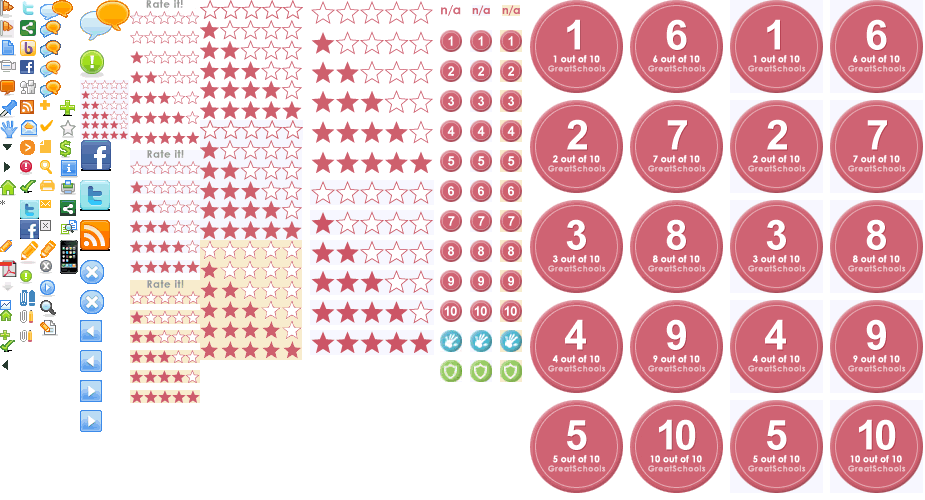 Rate it!
Rate it!
Rate it!
n/a n/a n/a
1 1 1
2 2 2
3 3 3
4 4 4
5 5 5
6 6 6
7 7 7
8 8 8
9 9 9
10 10 10
1
1 out of 10
GreatSchools
6
6 out of 10
GreatSchools
1
1 out of 10
GreatSchools
6
6 out of 10
GreatSchools
2
2 out of 10
GreatSchools
7
7 out of 10
GreatSchools
2
2 out of 10
GreatSchools
7
7 out of 10
GreatSchools
3
3 out of 10
GreatSchools
8
8 out of 10
GreatSchools
3
3 out of 10
GreatSchools
8
8 out of 10
GreatSchools
4
4 out of 10
GreatSchools
9
9 out of 10
GreatSchools
4
4 out of 10
GreatSchools
9
9 out of 10
GreatSchools
5
5 out of 10
GreatSchools
10
10 out of 10
GreatSchools
5
5 out of 10
GreatSchools
10
10 out of 10
GreatSchools